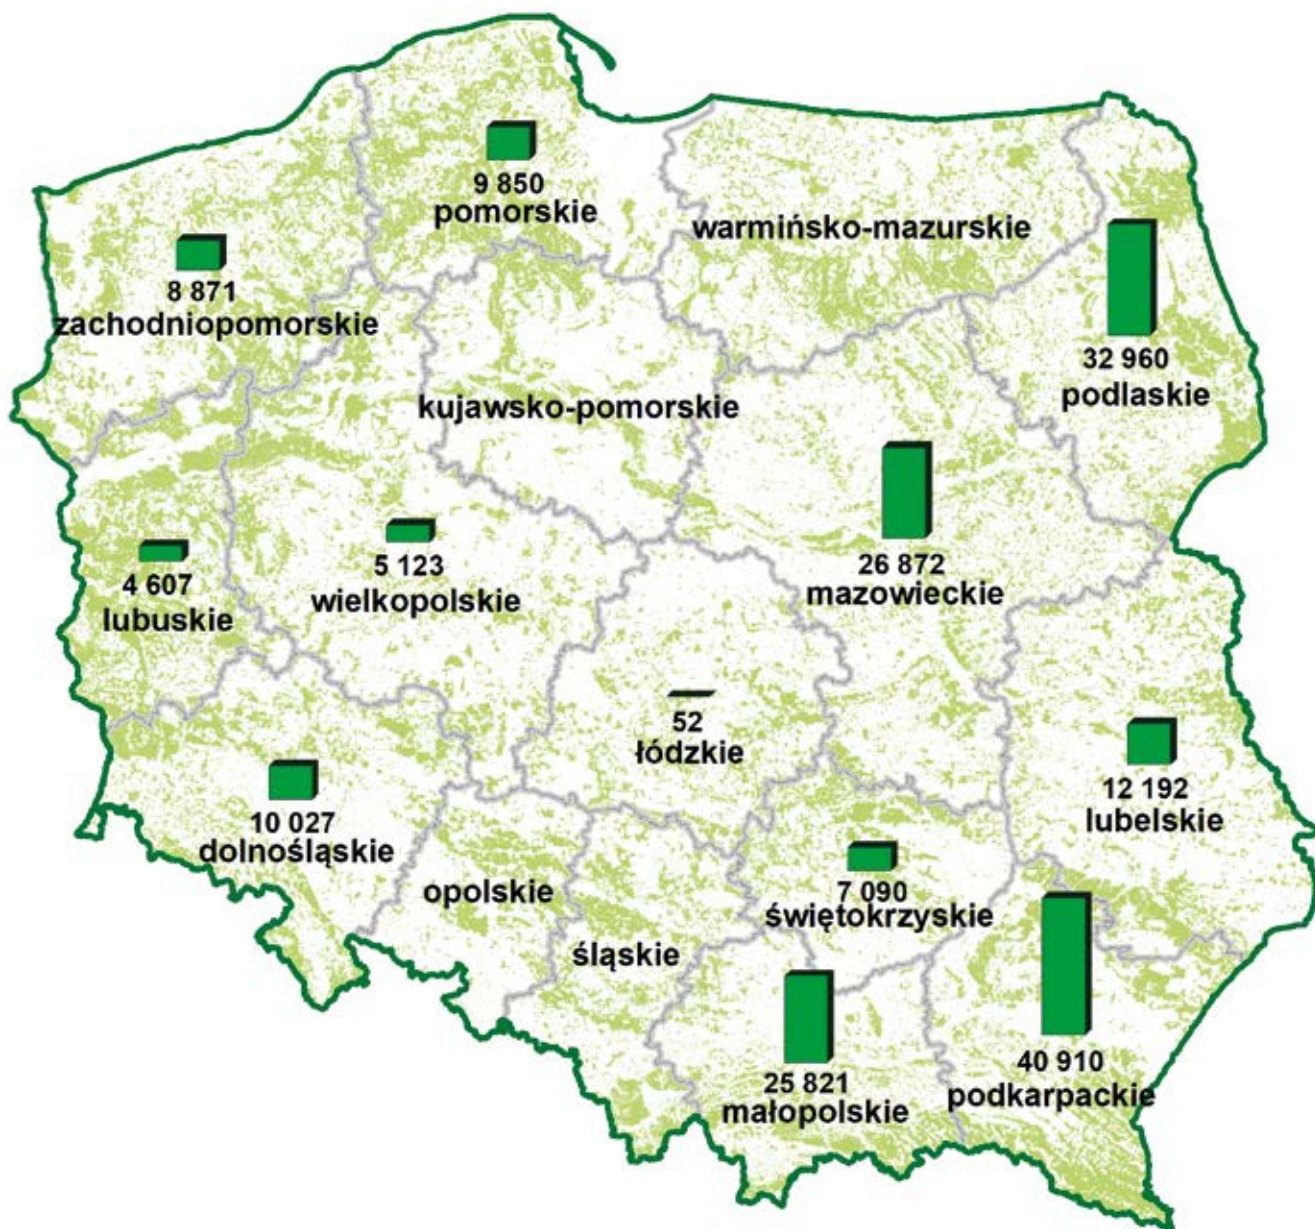 9 850
pomorskie
warmińsko-mazurskie
8 871
zachodniopomorskie
32 960
podlaskie
kujawsko-pomorskie
26 872
mazowieckie
4 607
lubuskie
5 123
wielkopolskie
52
łódzkie
12 192
lubelskie
10 027
dolnośląskie
opolskie
7 090
świętokrzyskie
śląskie
25 821
małopolskie
40 910
podkarpackie